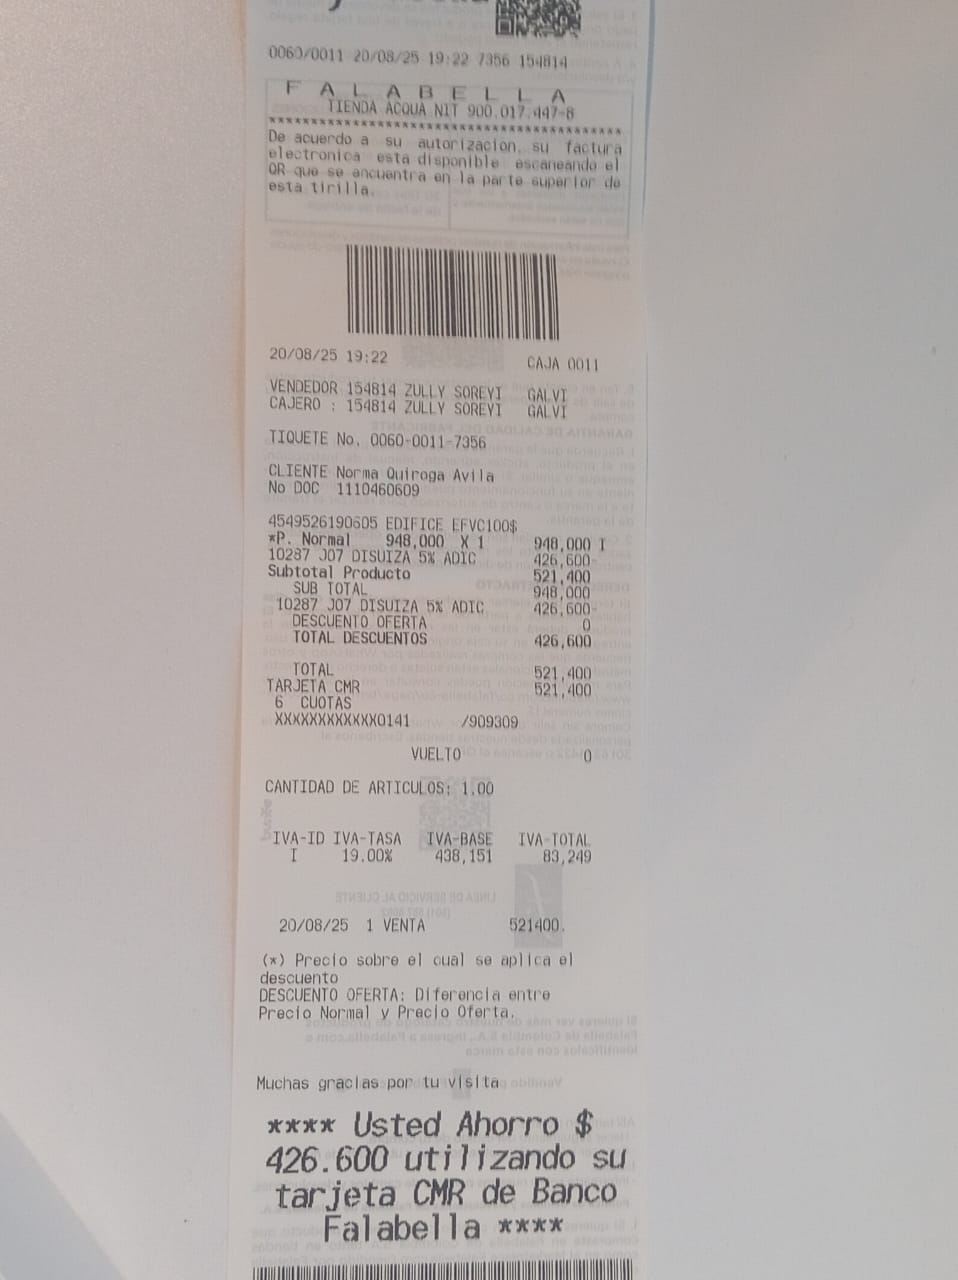 0060/0011 20/08/25 19:22 7356 154814
F A L A B E L L A
TIENDA ACQUA NIT 900.017.447-8
******************************************
De acuerdo a su autorizacion, su factura
electronica esta disponible escaneando el
QR que se encuentra en la parte superior de
esta tirilla.
20/08/25 19:22 CAJA 0011
VENDEDOR 154814 ZULLY SOREYI GALVI
CAJERO : 154814 ZULLY SOREYI GALVI
TIQUETE No. 0060-0011-7356
CLIENTE Norma Quiroga Avila
No DOC 1110460609
4549526190605 EDIFICE EFVC100$
*P. Normal 948,000 X 1 948,000 I
10287 J07 DISUIZA 5% ADIC 426,600-
Subtotal Producto 521,400
SUB TOTAL 948,000
10287 J07 DISUIZA 5% ADIC 426,600-
DESCUENTO OFERTA 0
TOTAL DESCUENTOS 426,600
TOTAL 521,400
TARJETA CMR 521,400
6 CUOTAS
XXXXXXXXXXXX0141 /909309
VUELTO 0
CANTIDAD DE ARTICULOS: 1.00
IVA-ID IVA-TASA IVA-BASE IVA-TOTAL
I 19.00% 438,151 83,249
20/08/25 1 VENTA 521400.
(*) Precio sobre el cual se aplica el
descuento
DESCUENTO OFERTA: Diferencia entre
Precio Normal y Precio Oferta.
Muchas gracias por tu visita
**** Usted Ahorro $
426.600 utilizando su
tarjeta CMR de Banco
Falabella ****